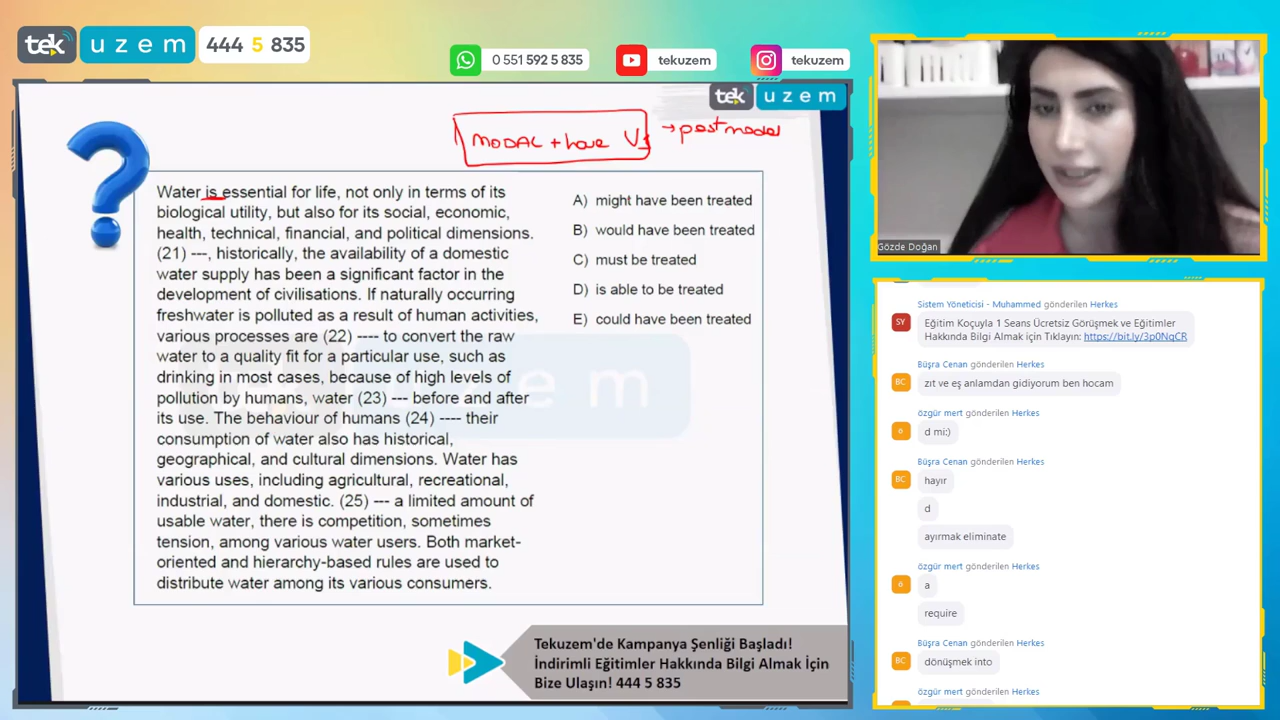 tek uzem 444 5 835
0 551 592 5 835
tekuzem
tekuzem
tek uzem
MODAL + have V3 → past modal
Water is essential for life, not only in terms of its
biological utility, but also for its social, economic,
health, technical, financial, and political dimensions.
(21) ---, historically, the availability of a domestic
water supply has been a significant factor in the
development of civilisations. If naturally occurring
freshwater is polluted as a result of human activities,
various processes are (22) ---- to convert the raw
water to a quality fit for a particular use, such as
drinking in most cases, because of high levels of
pollution by humans, water (23) --- before and after
its use. The behaviour of humans (24) ---- their
consumption of water also has historical,
geographical, and cultural dimensions. Water has
various uses, including agricultural, recreational,
industrial, and domestic. (25) --- a limited amount of
usable water, there is competition, sometimes
tension, among various water users. Both market-
oriented and hierarchy-based rules are used to
distribute water among its various consumers.
A) might have been treated
B) would have been treated
C) must be treated
D) is able to be treated
E) could have been treated
Tekuzem'de Kampanya Şenliği Başladı!
İndirimli Eğitimler Hakkında Bilgi Almak İçin
Bize Ulaşın! 444 5 835
Gözde Doğan
Sistem Yöneticisi - Muhammed gönderilen Herkes
SY
Eğitim Koçuyla 1 Seans Ücretsiz Görüşmek ve Eğitimler
Hakkında Bilgi Almak için Tıklayın: https://bit.ly/3p0NqCR
Büşra Cenan gönderilen Herkes
BC
zıt ve eş anlamdan gidiyorum ben hocam
özgür mert gönderilen Herkes
ö
d mi:)
Büşra Cenan gönderilen Herkes
BC
hayır
d
ayırmak eliminate
özgür mert gönderilen Herkes
ö
a
require
Büşra Cenan gönderilen Herkes
BC
dönüşmek into
özgür mert gönderilen Herkes